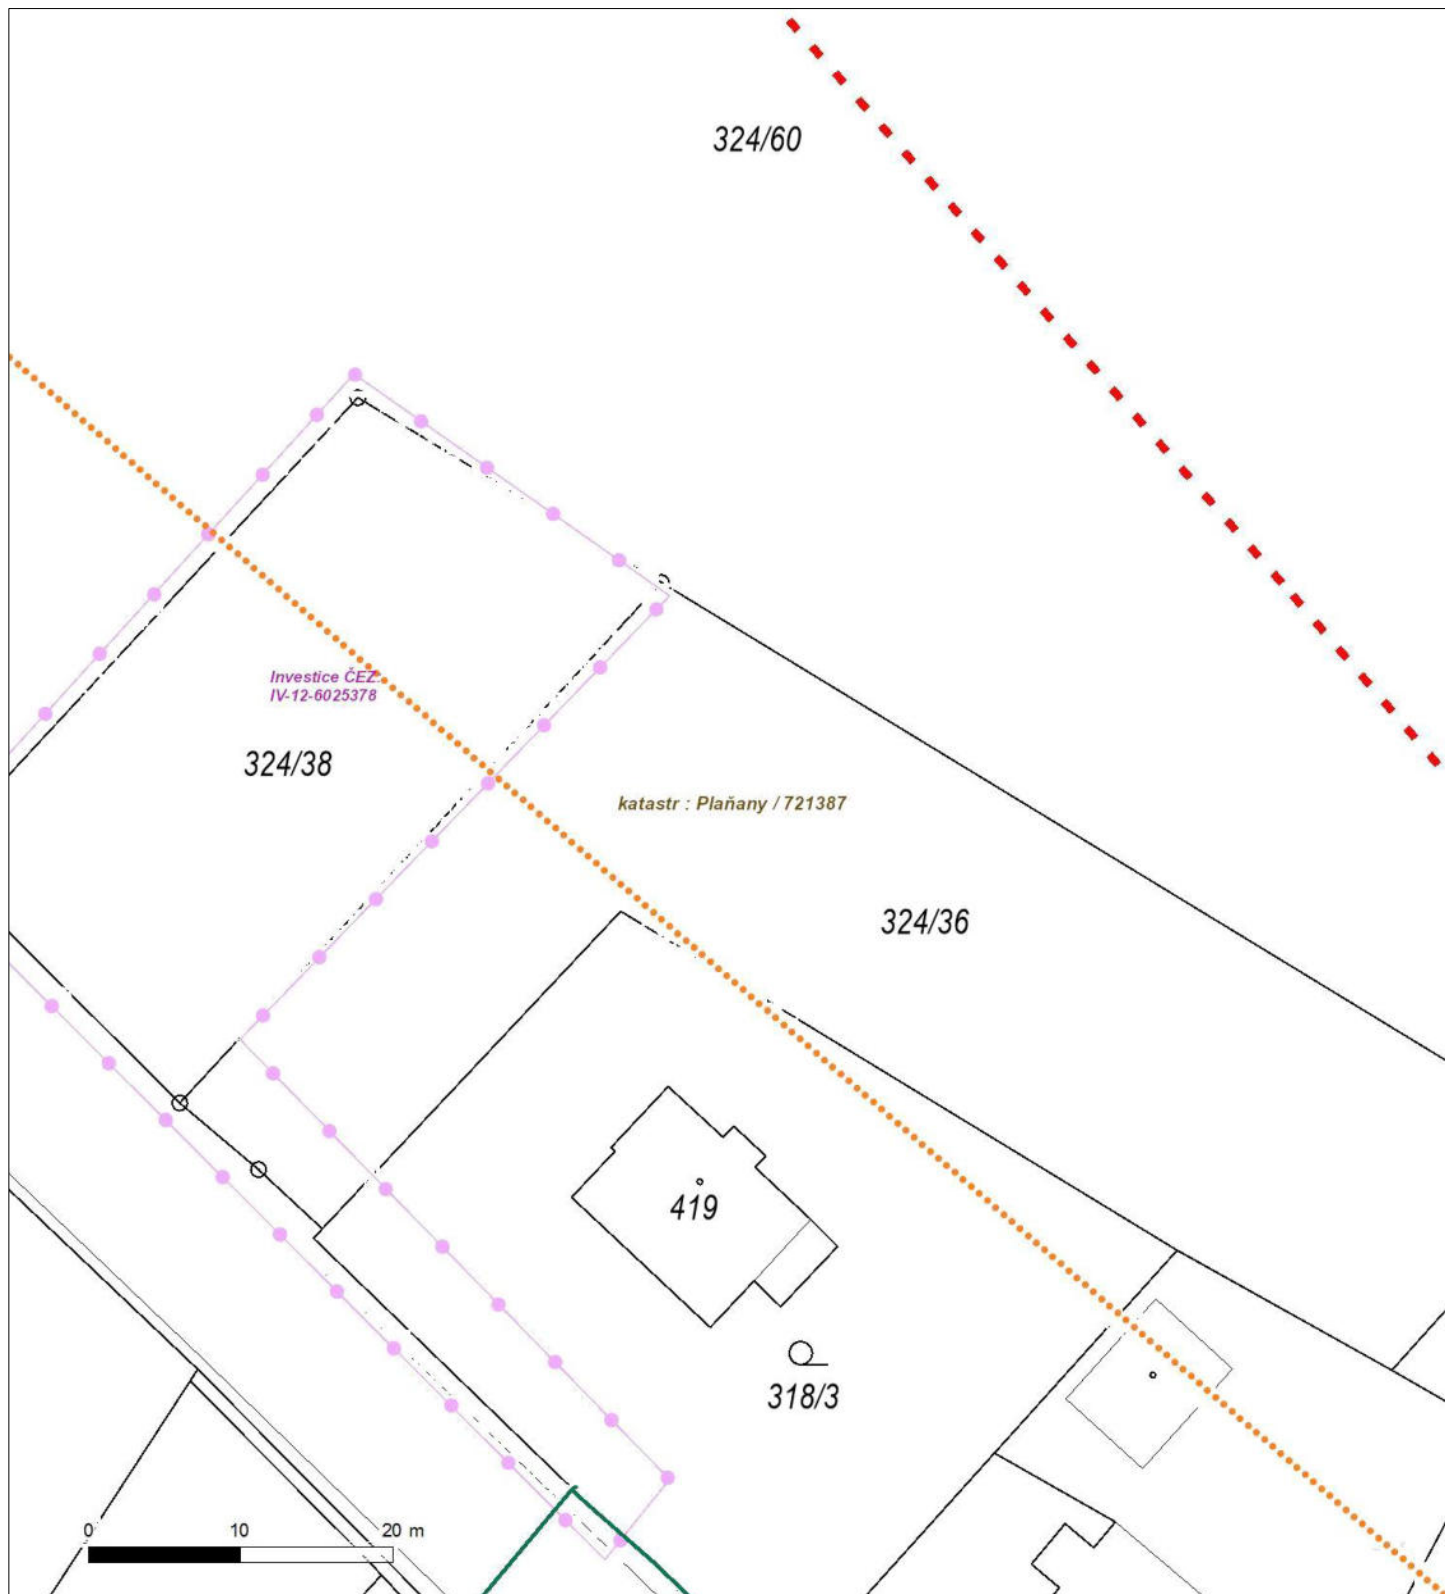 324/60
Investice ČEZ:
IV-12-6025378
324/38
katastr : Plaňany / 721387
324/36
419
318/3
0 10 20 m